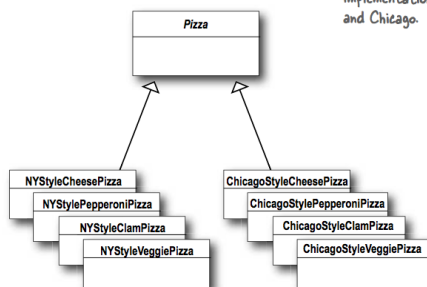 and Chicago.
Pizza
NYStyleCheesePizza
NYStylePepperoniPizza
NYStyleClamPizza
NYStyleVeggiePizza
ChicagoStyleCheesePizza
ChicagoStylePepperoniPizza
ChicagoStyleClamPizza
ChicagoStyleVeggiePizza